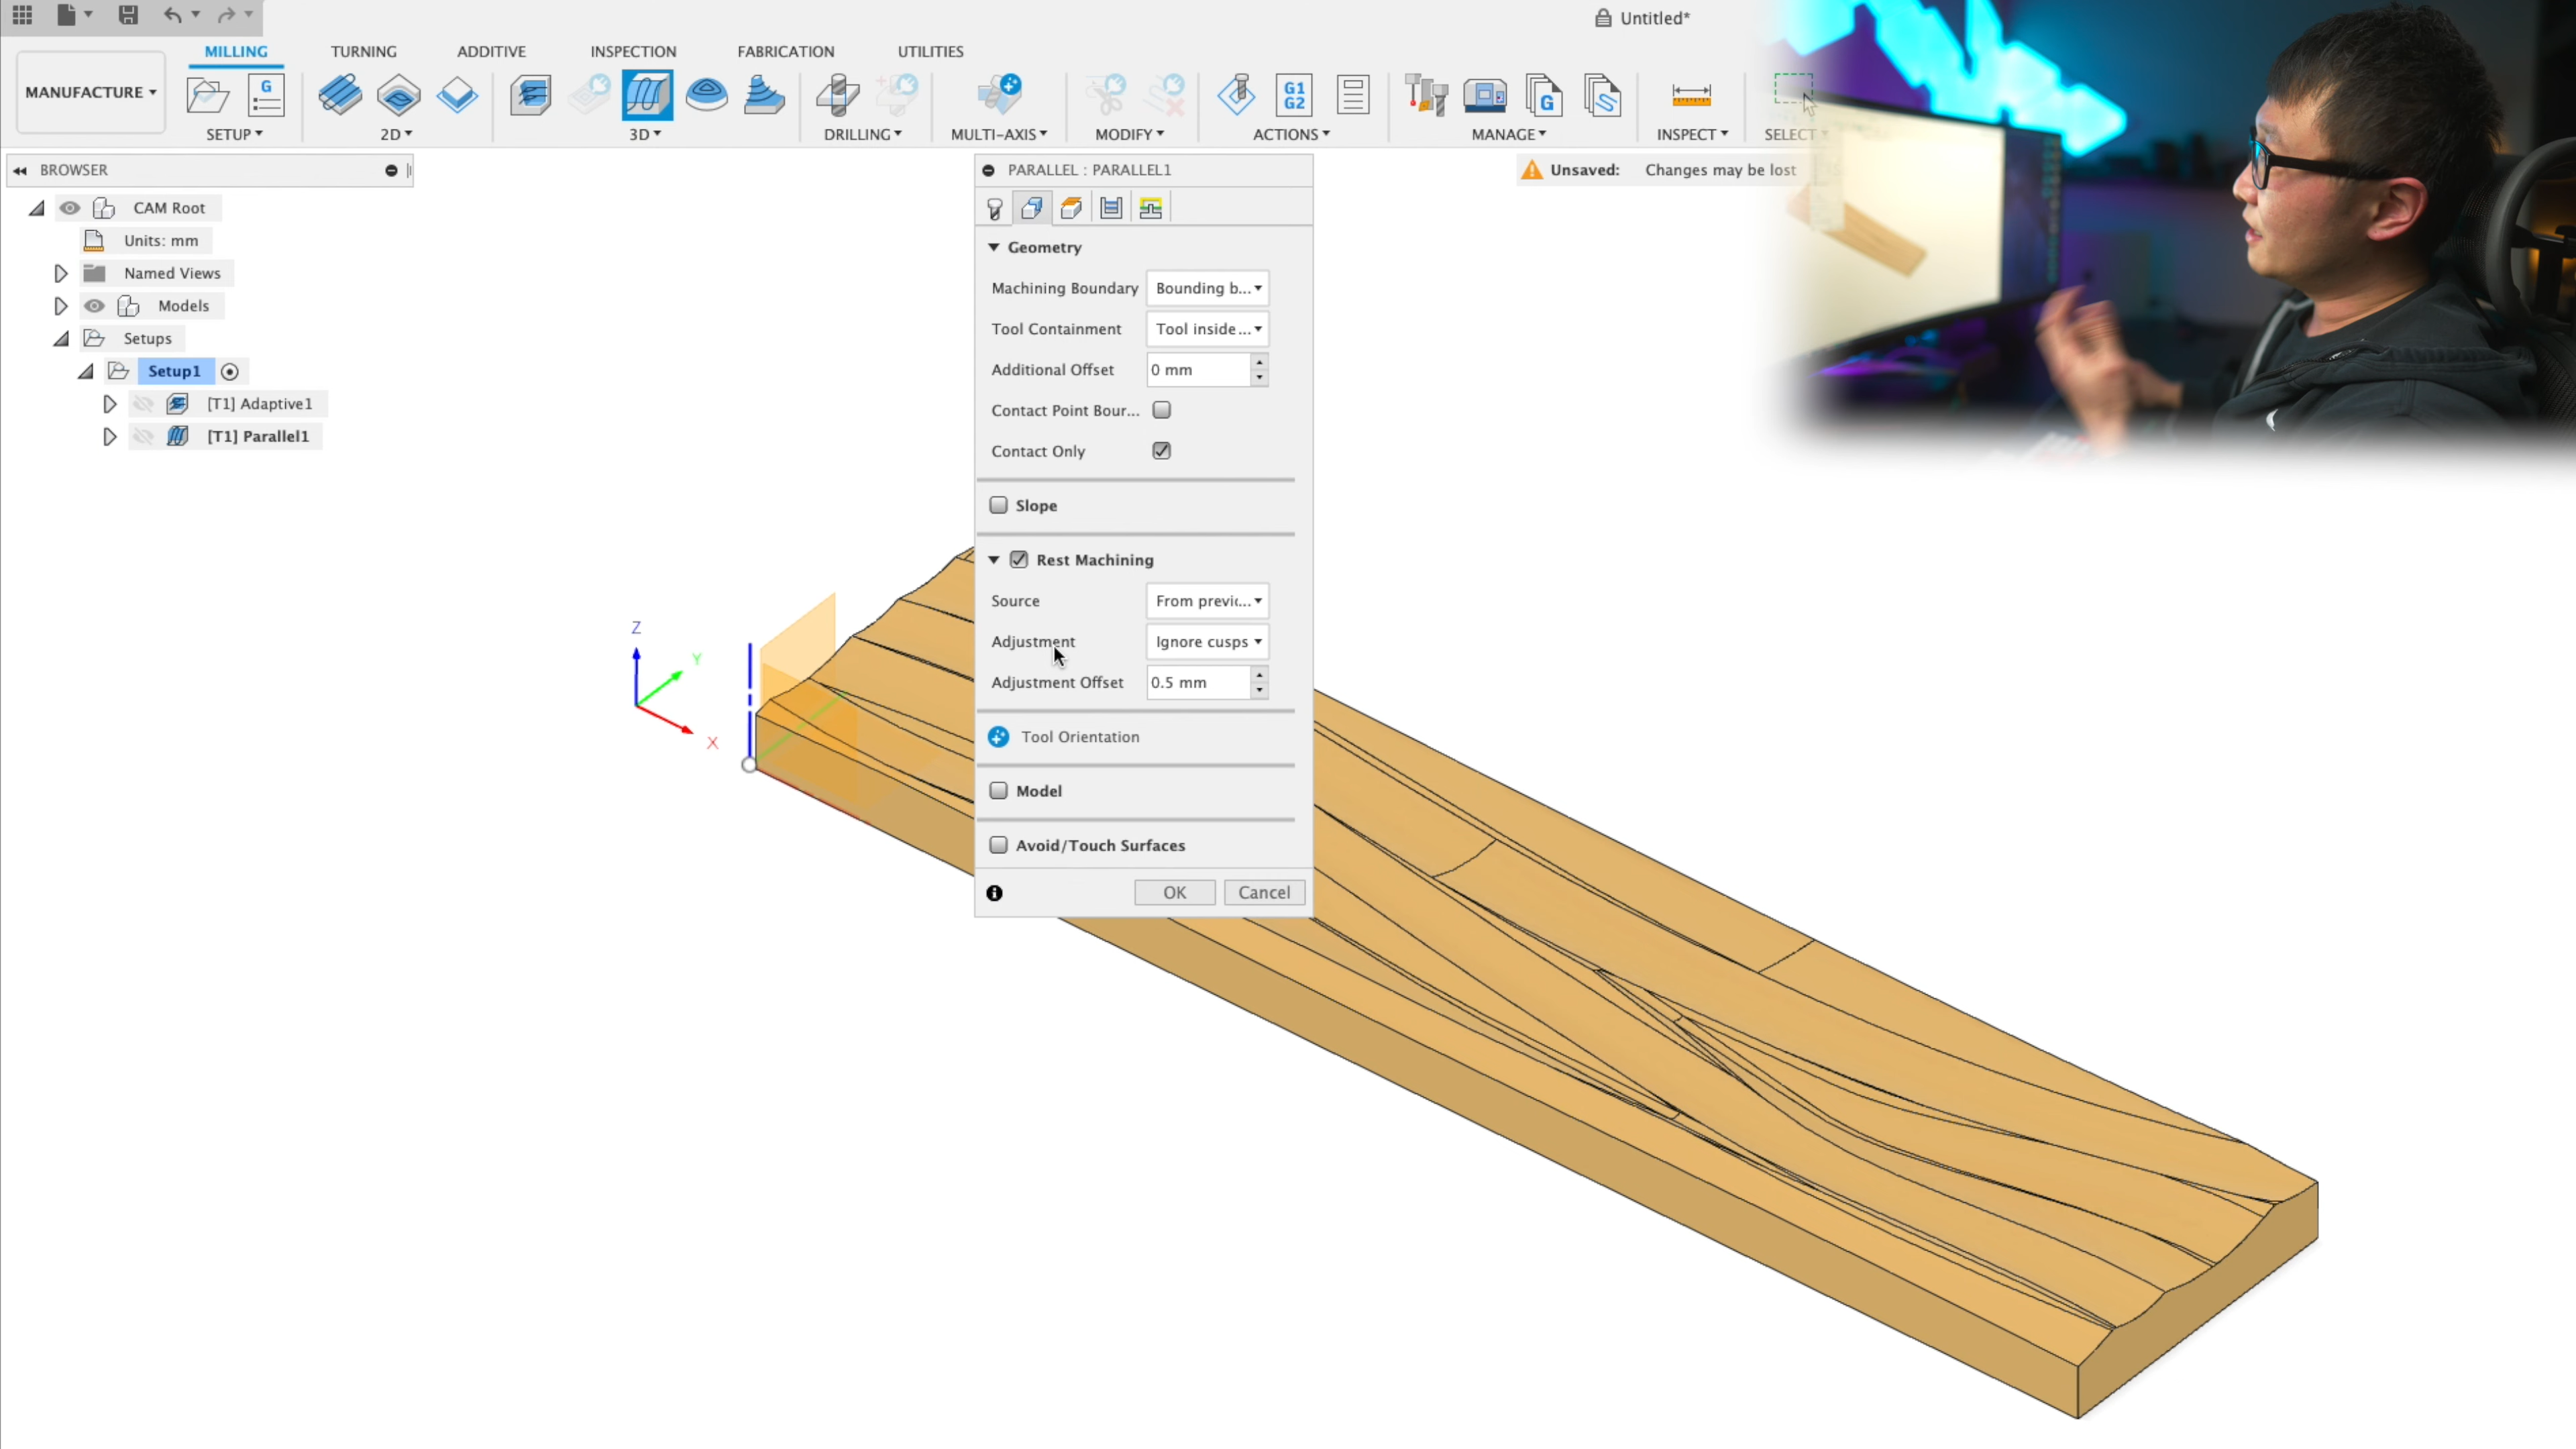 Untitled*
MILLING TURNING ADDITIVE INSPECTION FABRICATION UTILITIES
MANUFACTURE
G
G1
G2
G
SETUP 2D 3D DRILLING MULTI-AXIS MODIFY ACTIONS MANAGE INSPECT SELECT
BROWSER
CAM Root
Units: mm
Named Views
Models
Setups
Setup1
[T1] Adaptive1
[T1] Parallel1
PARALLEL : PARALLEL1
Geometry
Machining Boundary Bounding b...
Tool Containment Tool inside...
Additional Offset 0 mm
Contact Point Bour...
Contact Only
Slope
Rest Machining
Source From previ...
Adjustment Ignore cusps
Adjustment Offset 0.5 mm
Tool Orientation
Model
Avoid/Touch Surfaces
OK Cancel
Unsaved: Changes may be lost
Z
Y
X